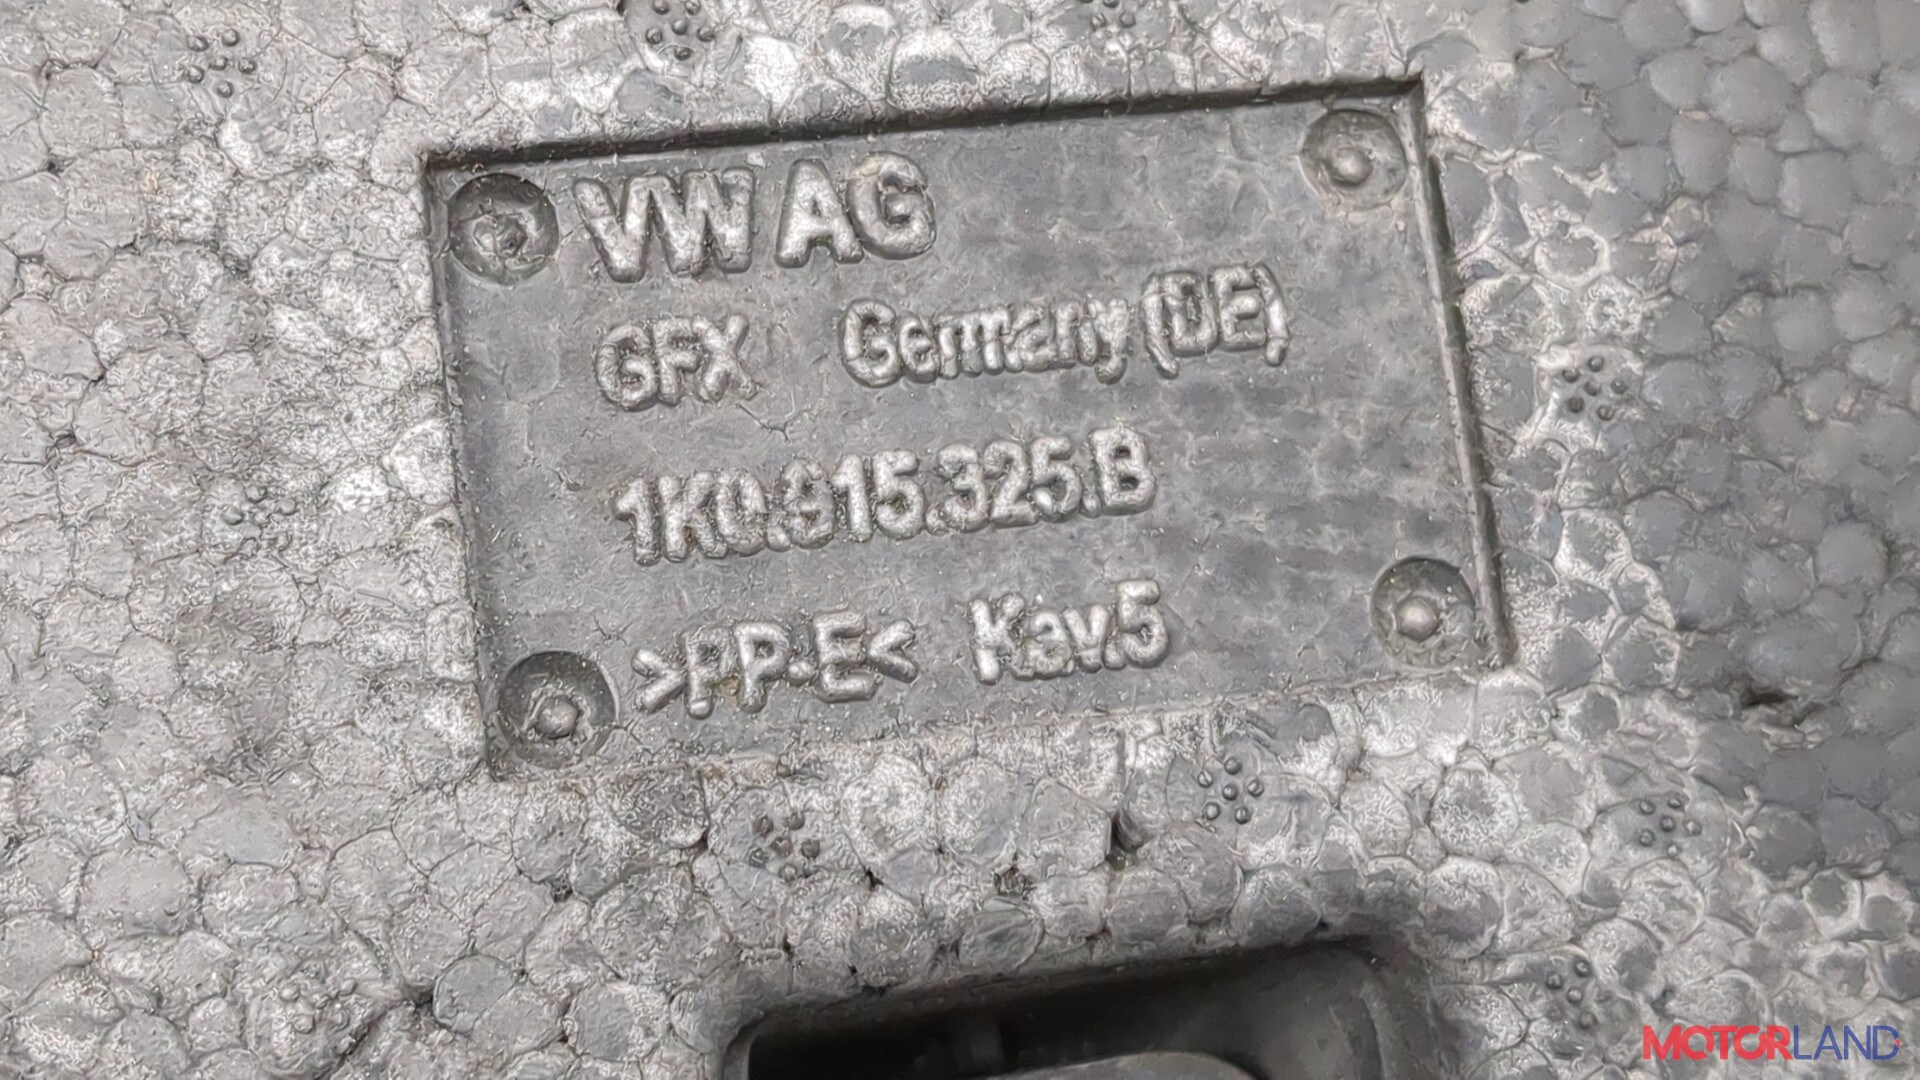 VW AG
GFX Germany (DE)
1K0.915.325.B
>PP-E< Kav.5
MOTORLAND